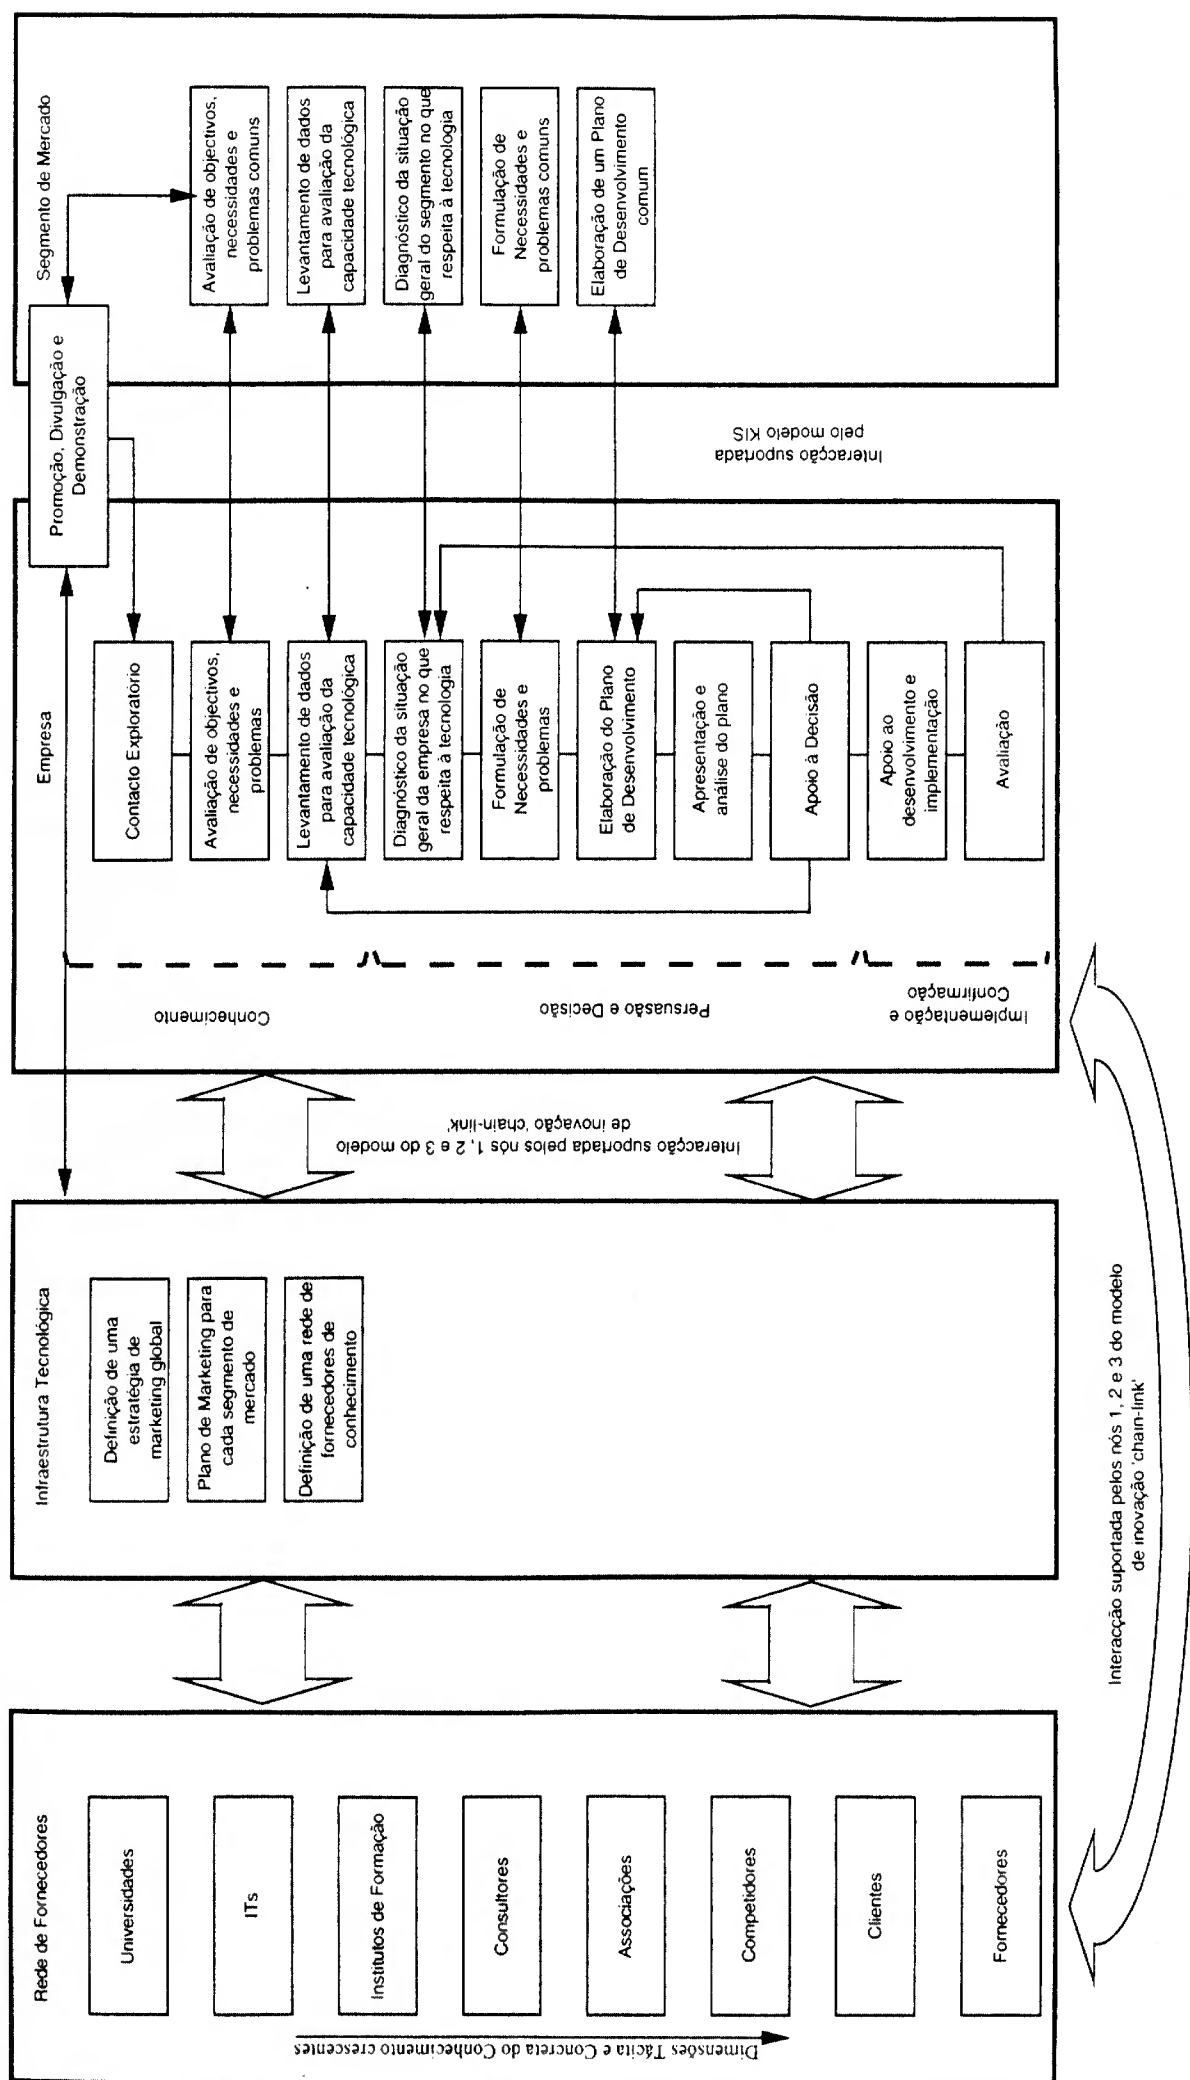 Rede de Fornecedores
Universidades
ITs
Institutos de Formação
Consultores
Associações
Competidores
Clientes
Fornecedores
Dimensões Tácita e Concreta do Conhecimento crescentes
Infraestrutura Tecnológica
Definição de uma
estratégia de
marketing global
Plano de Marketing para
cada segmento de
mercado
Definição de uma rede de
fornecedores de
conhecimento
Interacção suportada pelos nós 1, 2 e 3 do modelo
de inovação 'chain-link'
Empresa
Conhecimento
Persuasão e Decisão
Implementação e
Confirmação
Contacto Exploratório
Avaliação de objectivos,
necessidades e
problemas
Levantamento de dados
para avaliação da
capacidade tecnológica
Diagnóstico da situação
geral da empresa no que
respeita à tecnologia
Formulação de
Necessidades e
problemas
Elaboração do Plano
de Desenvolvimento
Apresentação e
análise do plano
Apoio à Decisão
Apoio ao
desenvolvimento e
implementação
Avaliação
Promoção, Divulgação e
Demonstração
Interacção suportada
pelo modelo KIS
Segmento de Mercado
Avaliação de objectivos,
necessidades e
problemas comuns
Levantamento de dados
para avaliação da
capacidade tecnológica
Diagnóstico da situação
geral do segmento no que
respeita à tecnologia
Formulação de
Necessidades e
problemas comuns
Elaboração de um Plano
de Desenvolvimento
comum
Interacção suportada pelos nós 1, 2 e 3 do modelo
de inovação 'chain-link'